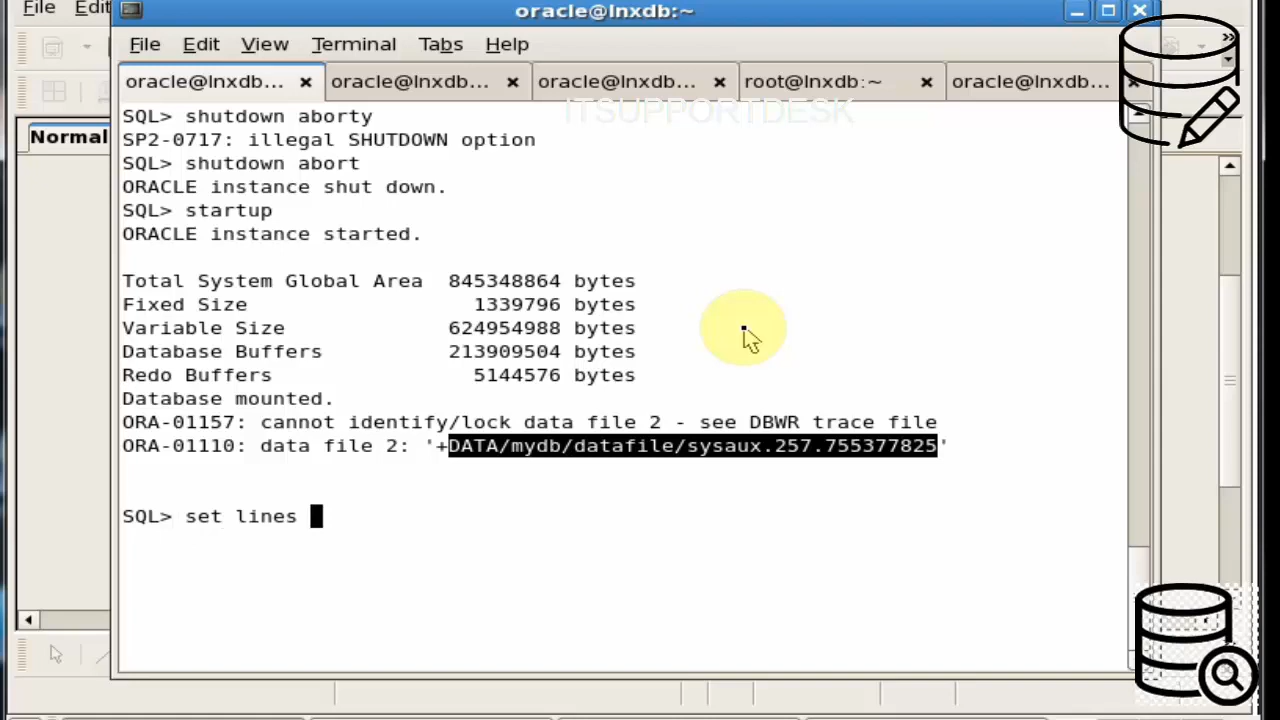 File Edit
oracle@lnxdb:~
File Edit View Terminal Tabs Help
oracle@lnxdb... oracle@lnxdb... oracle@lnxdb... root@lnxdb:~ oracle@lnxdb...
ITSUPPORTDESK
Normal
SQL> shutdown aborty
SP2-0717: illegal SHUTDOWN option
SQL> shutdown abort
ORACLE instance shut down.
SQL> startup
ORACLE instance started.
Total System Global Area 845348864 bytes
Fixed Size 1339796 bytes
Variable Size 624954988 bytes
Database Buffers 213909504 bytes
Redo Buffers 5144576 bytes
Database mounted.
ORA-01157: cannot identify/lock data file 2 - see DBWR trace file
ORA-01110: data file 2: '+DATA/mydb/datafile/sysaux.257.755377825'
SQL> set lines